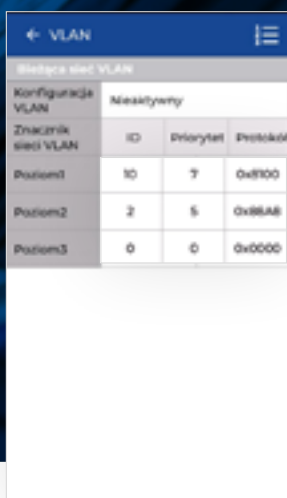 ← VLAN
Bieżąca sieć VLAN
Konfiguracja VLAN Nieaktywny
Znacznik sieci VLAN ID Priorytet Protokół
Poziom1 10 7 0x8100
Poziom2 2 5 0x88A8
Poziom3 0 0 0x0000